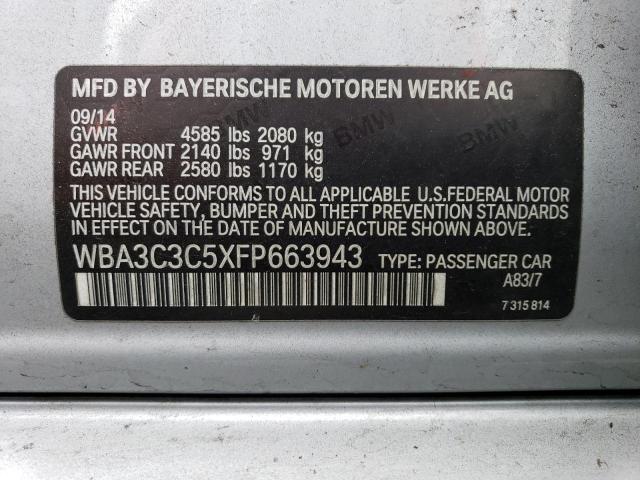 MFD BY BAYERISCHE MOTOREN WERKE AG
09/14
GVWR 4585 lbs 2080 kg
GAWR FRONT 2140 lbs 971 kg
GAWR REAR 2580 lbs 1170 kg
THIS VEHICLE CONFORMS TO ALL APPLICABLE U.S.FEDERAL MOTOR
VEHICLE SAFETY, BUMPER AND THEFT PREVENTION STANDARDS
IN EFFECT ON THE DATE OF MANUFACTURE SHOWN ABOVE.
WBA3C3C5XFP663943 TYPE: PASSENGER CAR
A83/7
7 315 814
BMW
BMW
BMW